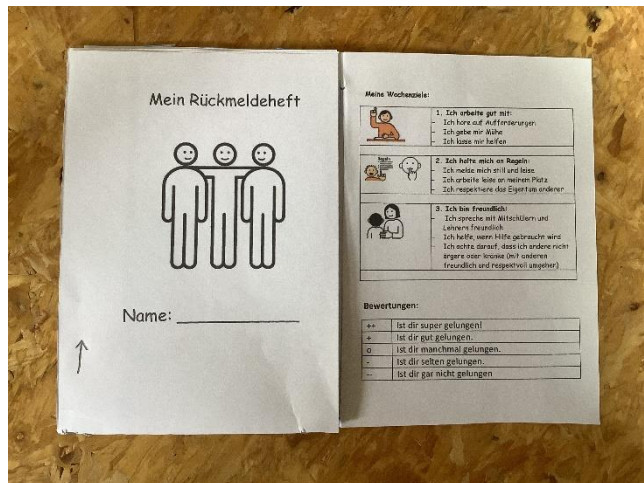 Mein Rückmeldeheft
Name:
Meine Wochenziele:
1. Ich arbeite gut mit:
- Ich höre auf Aufforderungen
- Ich gebe mir Mühe
- Ich lasse mir helfen
Regeln
2. Ich halte mich an Regeln:
- Ich melde mich still und leise
- Ich arbeite leise an meinem Platz
- Ich respektiere das Eigentum anderer
3. Ich bin freundlich:
- Ich spreche mit Mitschülern und
Lehrern freundlich
- Ich helfe, wenn Hilfe gebraucht wird
- Ich achte darauf, dass ich andere nicht
ärgere oder kränke (mit anderen
freundlich und respektvoll umgehen)
Bewertungen:
++ Ist dir super gelungen!
+ Ist dir gut gelungen.
o Ist dir manchmal gelungen.
- Ist dir selten gelungen.
-- Ist dir gar nicht gelungen